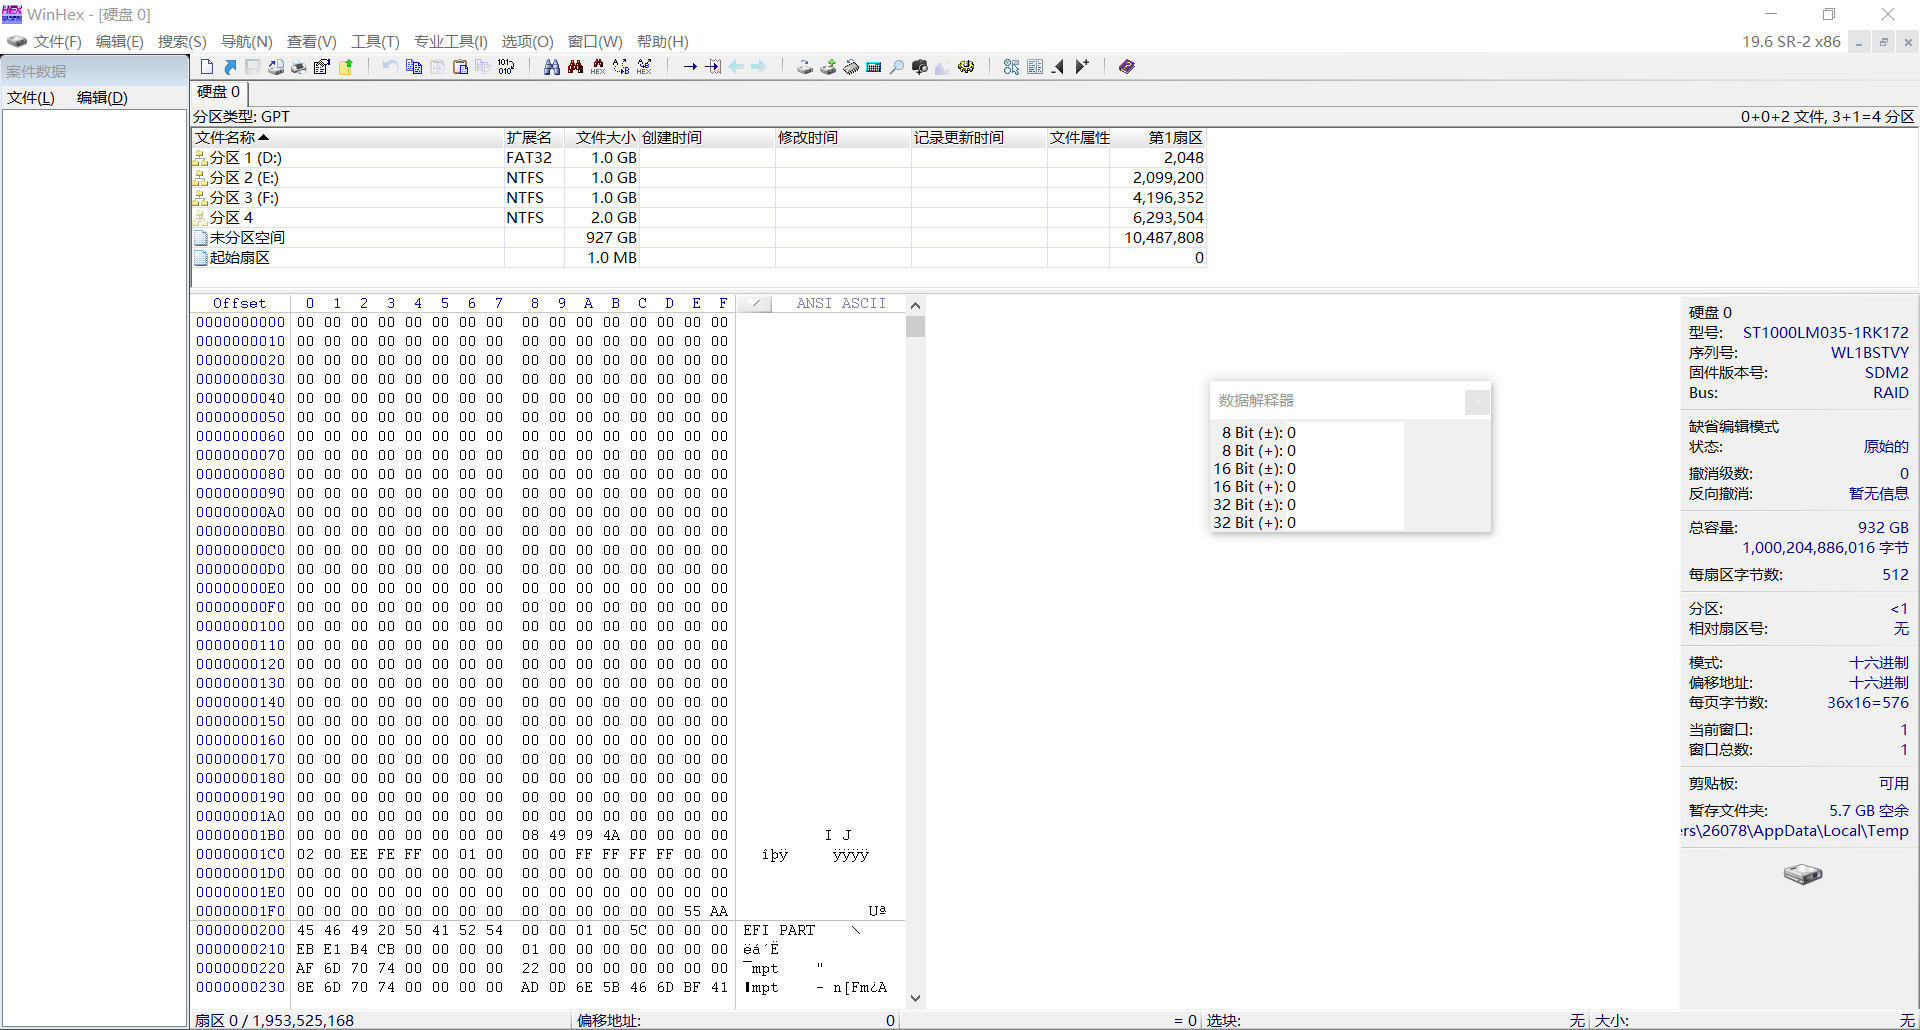 WinHex - [硬盘 0]
文件(F) 编辑(E) 搜索(S) 导航(N) 查看(V) 工具(T) 专业工具(I) 选项(O) 窗口(W) 帮助(H) 19.6 SR-2 x86
案件数据
文件(L) 编辑(D)
硬盘 0
分区类型: GPT 0+0+2 文件, 3+1=4 分区
文件名称 扩展名 文件大小 创建时间 修改时间 记录更新时间 文件属性 第1扇区
分区 1 (D:) FAT32 1.0 GB 2,048
分区 2 (E:) NTFS 1.0 GB 2,099,200
分区 3 (F:) NTFS 1.0 GB 4,196,352
分区 4 NTFS 2.0 GB 6,293,504
未分区空间 927 GB 10,487,808
起始扇区 1.0 MB 0
Offset 0 1 2 3 4 5 6 7 8 9 A B C D E F ANSI ASCII
0000000000 00 00 00 00 00 00 00 00 00 00 00 00 00 00 00 00
0000000010 00 00 00 00 00 00 00 00 00 00 00 00 00 00 00 00
0000000020 00 00 00 00 00 00 00 00 00 00 00 00 00 00 00 00
0000000030 00 00 00 00 00 00 00 00 00 00 00 00 00 00 00 00
0000000040 00 00 00 00 00 00 00 00 00 00 00 00 00 00 00 00
0000000050 00 00 00 00 00 00 00 00 00 00 00 00 00 00 00 00
0000000060 00 00 00 00 00 00 00 00 00 00 00 00 00 00 00 00
0000000070 00 00 00 00 00 00 00 00 00 00 00 00 00 00 00 00
0000000080 00 00 00 00 00 00 00 00 00 00 00 00 00 00 00 00
0000000090 00 00 00 00 00 00 00 00 00 00 00 00 00 00 00 00
00000000A0 00 00 00 00 00 00 00 00 00 00 00 00 00 00 00 00
00000000B0 00 00 00 00 00 00 00 00 00 00 00 00 00 00 00 00
00000000C0 00 00 00 00 00 00 00 00 00 00 00 00 00 00 00 00
00000000D0 00 00 00 00 00 00 00 00 00 00 00 00 00 00 00 00
00000000E0 00 00 00 00 00 00 00 00 00 00 00 00 00 00 00 00
00000000F0 00 00 00 00 00 00 00 00 00 00 00 00 00 00 00 00
0000000100 00 00 00 00 00 00 00 00 00 00 00 00 00 00 00 00
0000000110 00 00 00 00 00 00 00 00 00 00 00 00 00 00 00 00
0000000120 00 00 00 00 00 00 00 00 00 00 00 00 00 00 00 00
0000000130 00 00 00 00 00 00 00 00 00 00 00 00 00 00 00 00
0000000140 00 00 00 00 00 00 00 00 00 00 00 00 00 00 00 00
0000000150 00 00 00 00 00 00 00 00 00 00 00 00 00 00 00 00
0000000160 00 00 00 00 00 00 00 00 00 00 00 00 00 00 00 00
0000000170 00 00 00 00 00 00 00 00 00 00 00 00 00 00 00 00
0000000180 00 00 00 00 00 00 00 00 00 00 00 00 00 00 00 00
0000000190 00 00 00 00 00 00 00 00 00 00 00 00 00 00 00 00
00000001A0 00 00 00 00 00 00 00 00 00 00 00 00 00 00 00 00
00000001B0 00 00 00 00 00 00 00 00 08 49 09 4A 00 00 00 00 I J
00000001C0 02 00 EE FE FF 00 01 00 00 00 FF FF FF FF 00 00 îþÿ ÿÿÿÿ
00000001D0 00 00 00 00 00 00 00 00 00 00 00 00 00 00 00 00
00000001E0 00 00 00 00 00 00 00 00 00 00 00 00 00 00 00 00
00000001F0 00 00 00 00 00 00 00 00 00 00 00 00 00 00 55 AA Uª
0000000200 45 46 49 20 50 41 52 54 00 00 01 00 5C 00 00 00 EFI PART \
0000000210 EB E1 B4 CB 00 00 00 00 01 00 00 00 00 00 00 00 ëá´Ë
0000000220 AF 6D 70 74 00 00 00 00 22 00 00 00 00 00 00 00 ¯mpt "
0000000230 8E 6D 70 74 00 00 00 00 AD 0D 6E 5B 46 6D BF 41 mpt - n[Fm¿A
数据解释器
8 Bit (±): 0
8 Bit (+): 0
16 Bit (±): 0
16 Bit (+): 0
32 Bit (±): 0
32 Bit (+): 0
硬盘 0
型号: ST1000LM035-1RK172
序列号: WL1BSTVY
固件版本号: SDM2
Bus: RAID
缺省编辑模式
状态: 原始的
撤消级数: 0
反向撤消: 暂无信息
总容量: 932 GB
1,000,204,886,016 字节
每扇区字节数: 512
分区: <1
相对扇区号: 无
模式: 十六进制
偏移地址: 十六进制
每页字节数: 36x16=576
当前窗口: 1
窗口总数: 1
剪贴板: 可用
暂存文件夹: 5.7 GB 空余
rs\26078\AppData\Local\Temp
扇区 0 / 1,953,525,168 偏移地址: 0 = 0 选块: 无 大小: 无